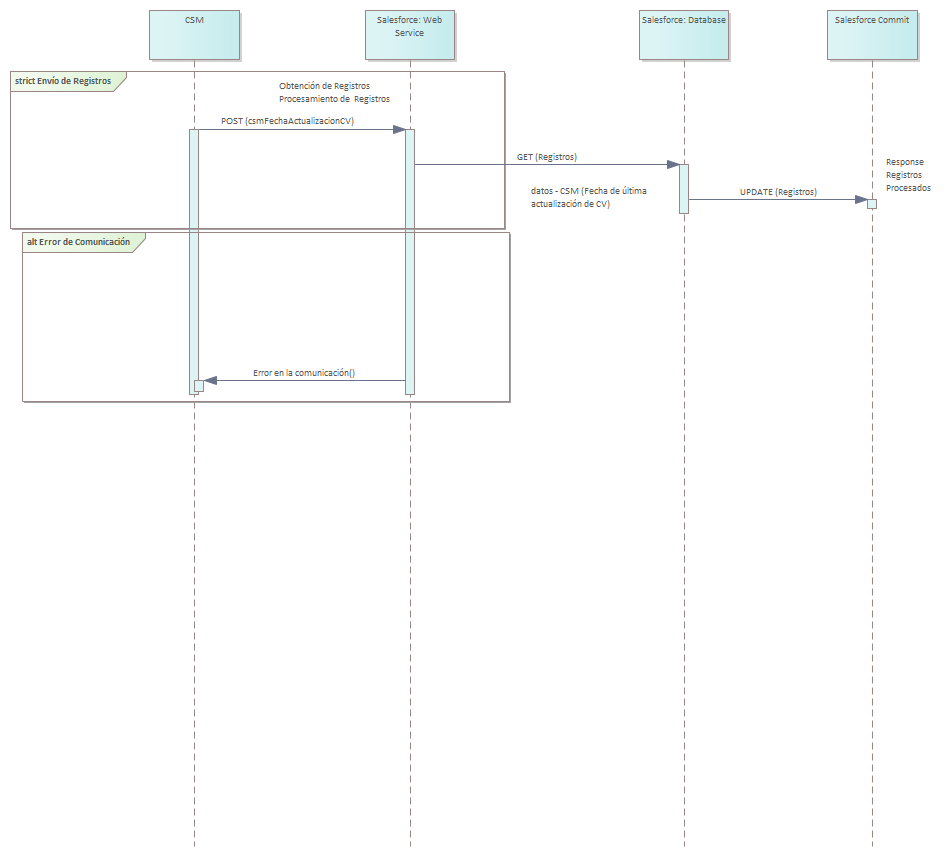 CSM
Salesforce: Web
Service
Salesforce: Database
Salesforce Commit
strict Envío de Registros
Obtención de Registros
Procesamiento de  Registros
POST (csmFechaActualizacionCV)
GET (Registros)
datos - CSM (Fecha de última
actualización de CV)
UPDATE (Registros)
Response
Registros
Procesados
alt Error de Comunicación
Error en la comunicación()